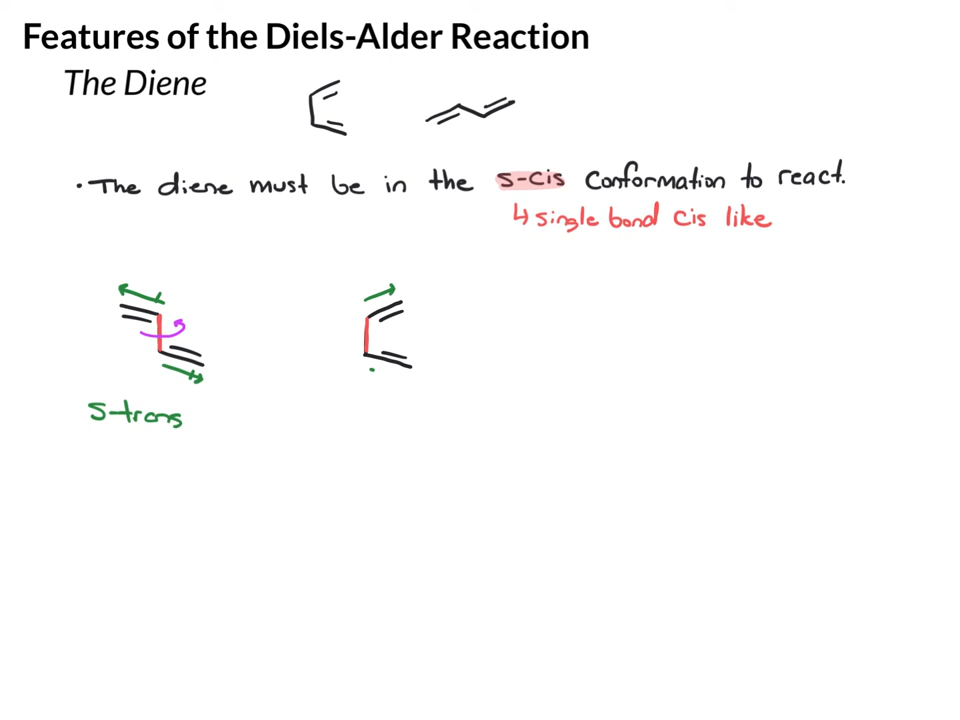 Features of the Diels-Alder Reaction
The Diene
• The diene must be in the s-cis conformation to react.
↳ single bond cis like
s-trans